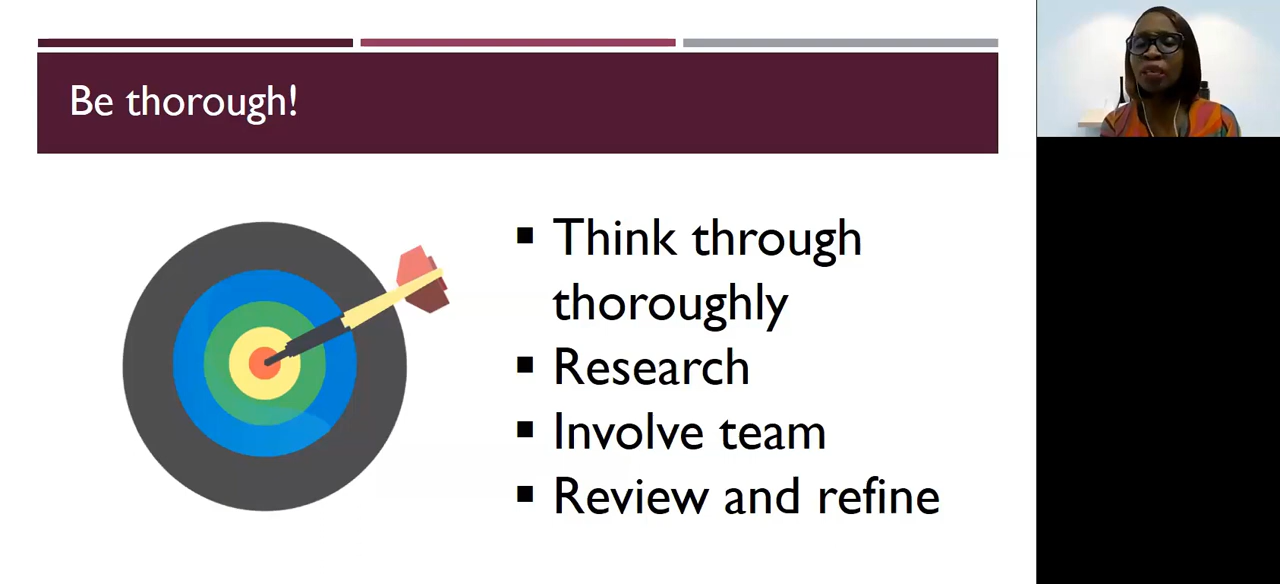 Be thorough!
▪ Think through
thoroughly
▪ Research
▪ Involve team
▪ Review and refine